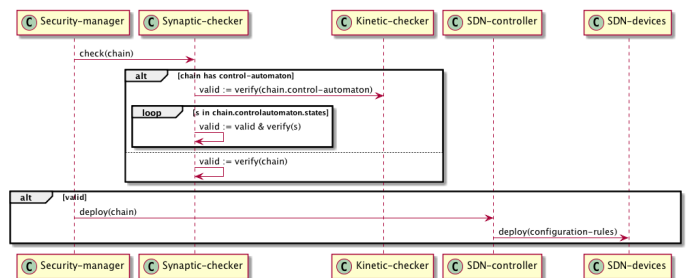 C Security-manager
C Synaptic-checker
C Kinetic-checker
C SDN-controller
C SDN-devices
check(chain)
alt [chain has control-automaton]
valid := verify(chain.control-automaton)
loop [s in chain.controlautomaton.states]
valid := valid & verify(s)
valid := verify(chain)
alt [valid]
deploy(chain)
deploy(configuration-rules)
C Security-manager
C Synaptic-checker
C Kinetic-checker
C SDN-controller
C SDN-devices